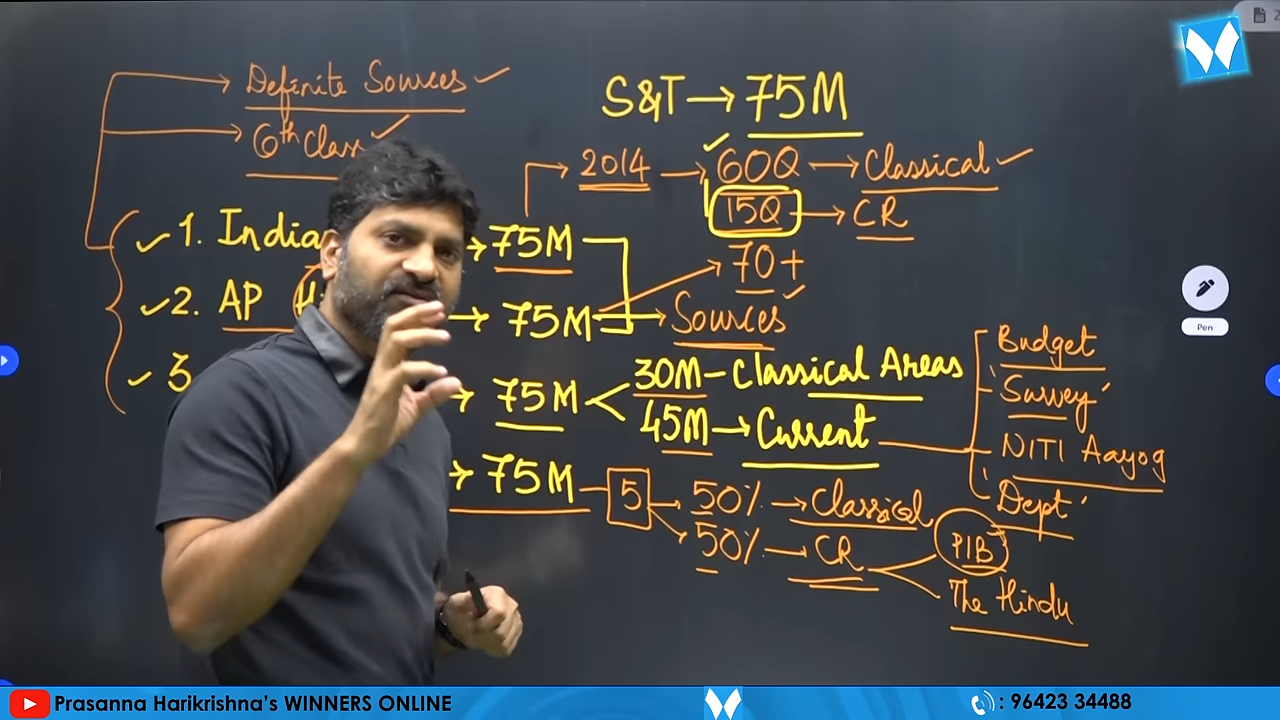 Definite Sources
6th Class
S&T → 75M
2014 → 60Q → Classical
15Q → CR
1. India → 75M
70+
2. AP → 75M → Sources
3 → 75M
30M – Classical Areas
45M → Current
Budget
'Survey'
NITI Aayog
'Dept'
→ 75M – 5
50% → Classical
50% → CR
PIB
The Hindu
Pen
2
Prasanna Harikrishna's WINNERS ONLINE
: 96423 34488